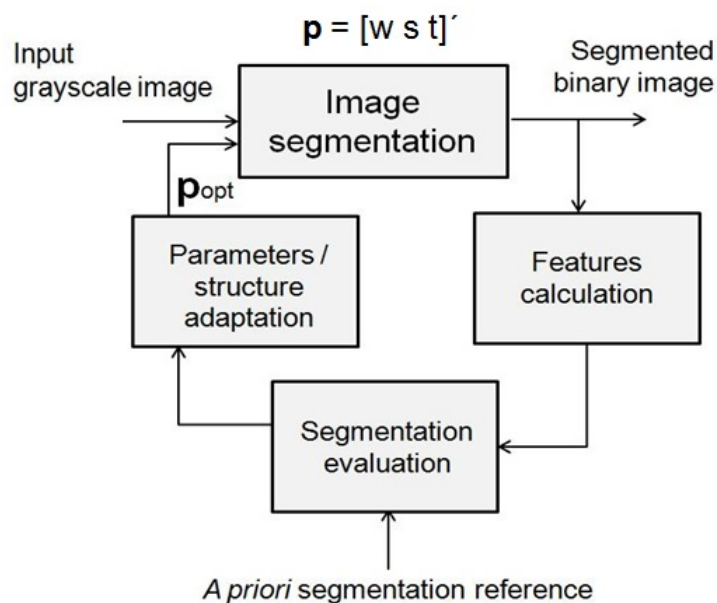 p = [w s t]´
Input
grayscale image
Segmented
binary image
Image
segmentation
popt
Parameters /
structure
adaptation
Features
calculation
Segmentation
evaluation
A priori segmentation reference